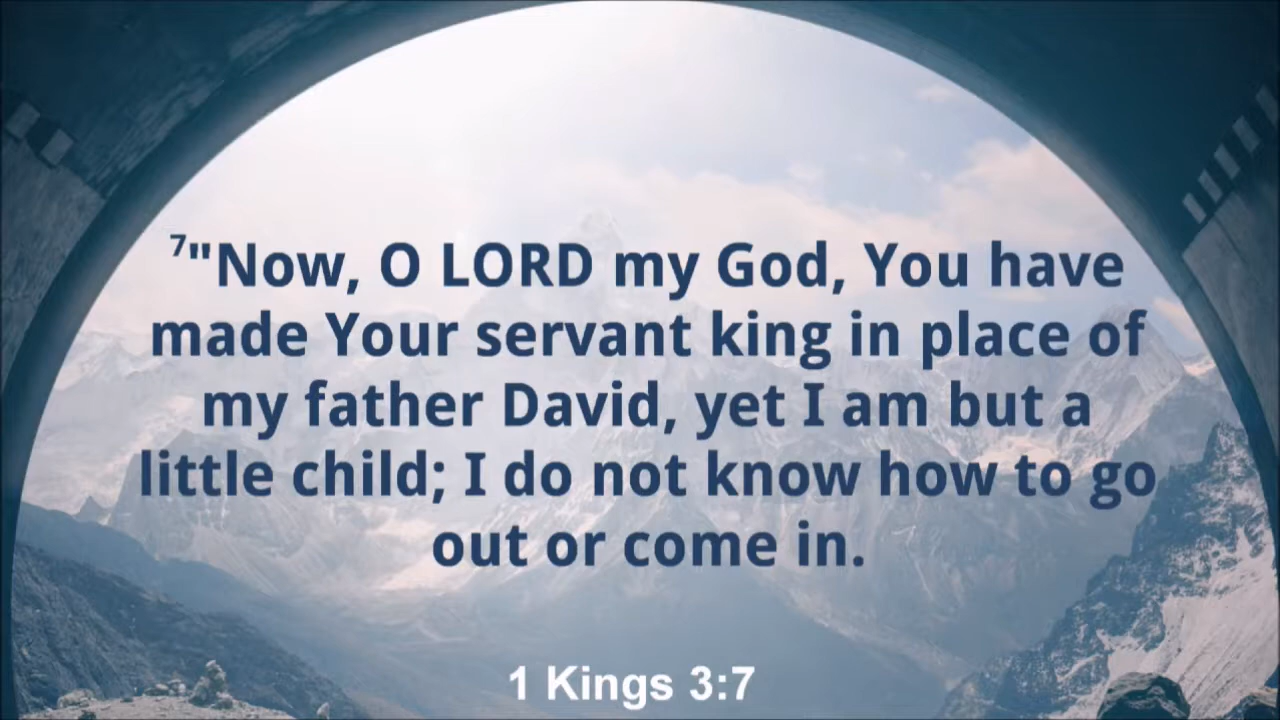 ⁷"Now, O LORD my God, You have
made Your servant king in place of
my father David, yet I am but a
little child; I do not know how to go
out or come in.
1 Kings 3:7